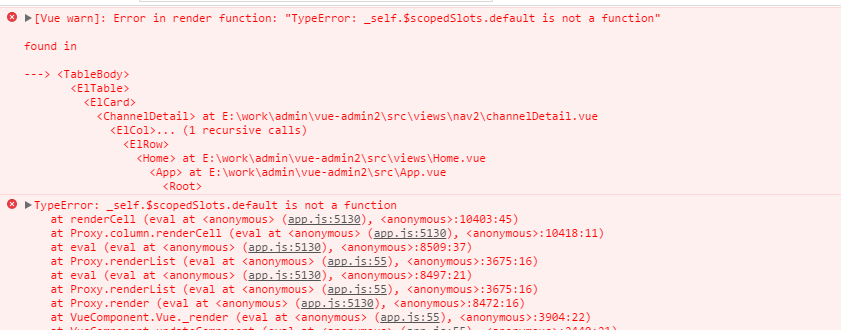 [Vue warn]: Error in render function: "TypeError: _self.$scopedSlots.default is not a function"
found in
---> <TableBody>
<ElTable>
<ElCard>
<ChannelDetail> at E:\work\admin\vue-admin2\src\views\nav2\channelDetail.vue
<ElCol>... (1 recursive calls)
<ElRow>
<Home> at E:\work\admin\vue-admin2\src\views\Home.vue
<App> at E:\work\admin\vue-admin2\src\App.vue
<Root>
TypeError: _self.$scopedSlots.default is not a function
at renderCell (eval at <anonymous> (app.js:5130), <anonymous>:10403:45)
at Proxy.column.renderCell (eval at <anonymous> (app.js:5130), <anonymous>:10418:11)
at eval (eval at <anonymous> (app.js:5130), <anonymous>:8509:37)
at Proxy.renderList (eval at <anonymous> (app.js:55), <anonymous>:3675:16)
at eval (eval at <anonymous> (app.js:5130), <anonymous>:8497:21)
at Proxy.renderList (eval at <anonymous> (app.js:55), <anonymous>:3675:16)
at Proxy.render (eval at <anonymous> (app.js:5130), <anonymous>:8472:16)
at VueComponent.Vue._render (eval at <anonymous> (app.js:55), <anonymous>:3904:22)